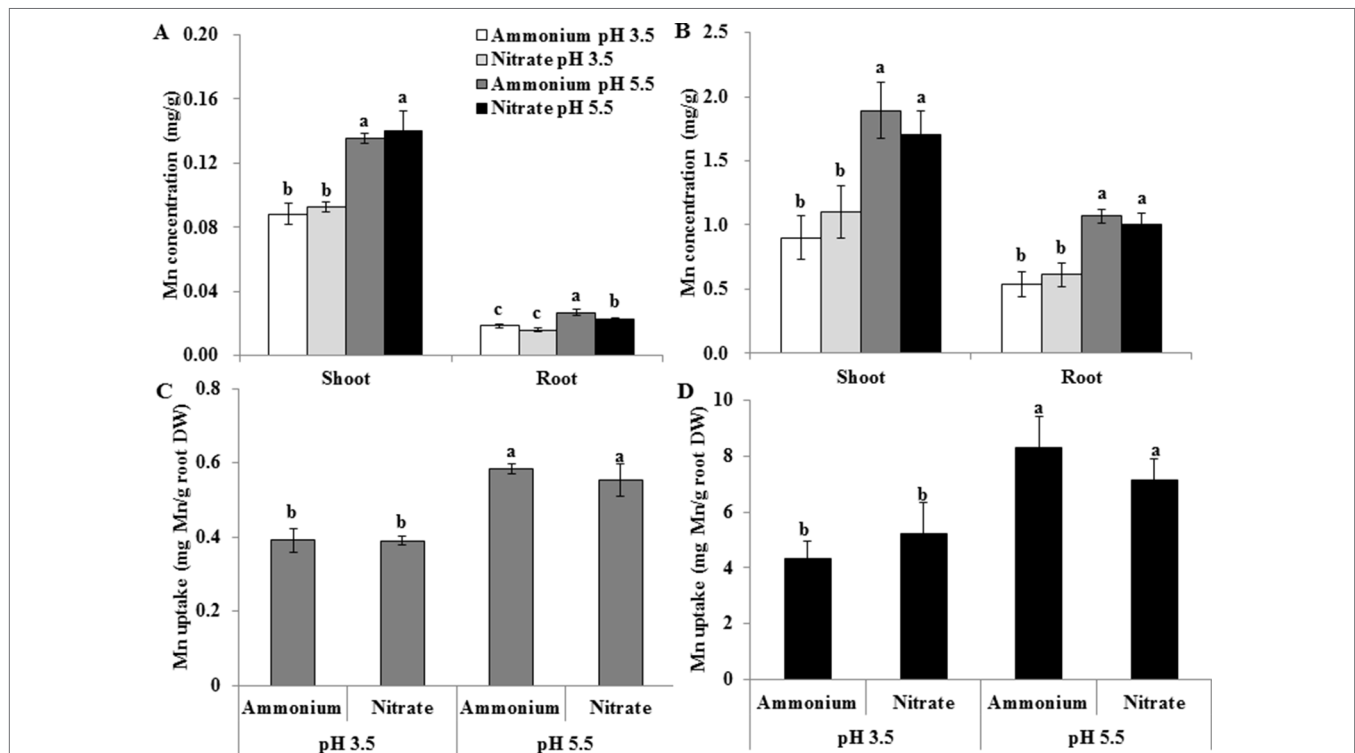 A
Mn concentration (mg/g)
0.20
0.16
0.12
0.08
0.04
0.00
Ammonium pH 3.5
Nitrate pH 3.5
Ammonium pH 5.5
Nitrate pH 5.5
b
b
a
a
c
c
a
b
Shoot
Root
B
Mn concentration (mg/g)
2.5
2.0
1.5
1.0
0.5
0.0
b
b
a
a
b
b
a
a
Shoot
Root
C
Mn uptake (mg Mn/g root DW)
0.8
0.6
0.4
0.2
0
b
b
a
a
Ammonium
Nitrate
Ammonium
Nitrate
pH 3.5
pH 5.5
D
Mn uptake (mg Mn/g root DW)
10
8
6
4
2
0
b
b
a
a
Ammonium
Nitrate
Ammonium
Nitrate
pH 3.5
pH 5.5